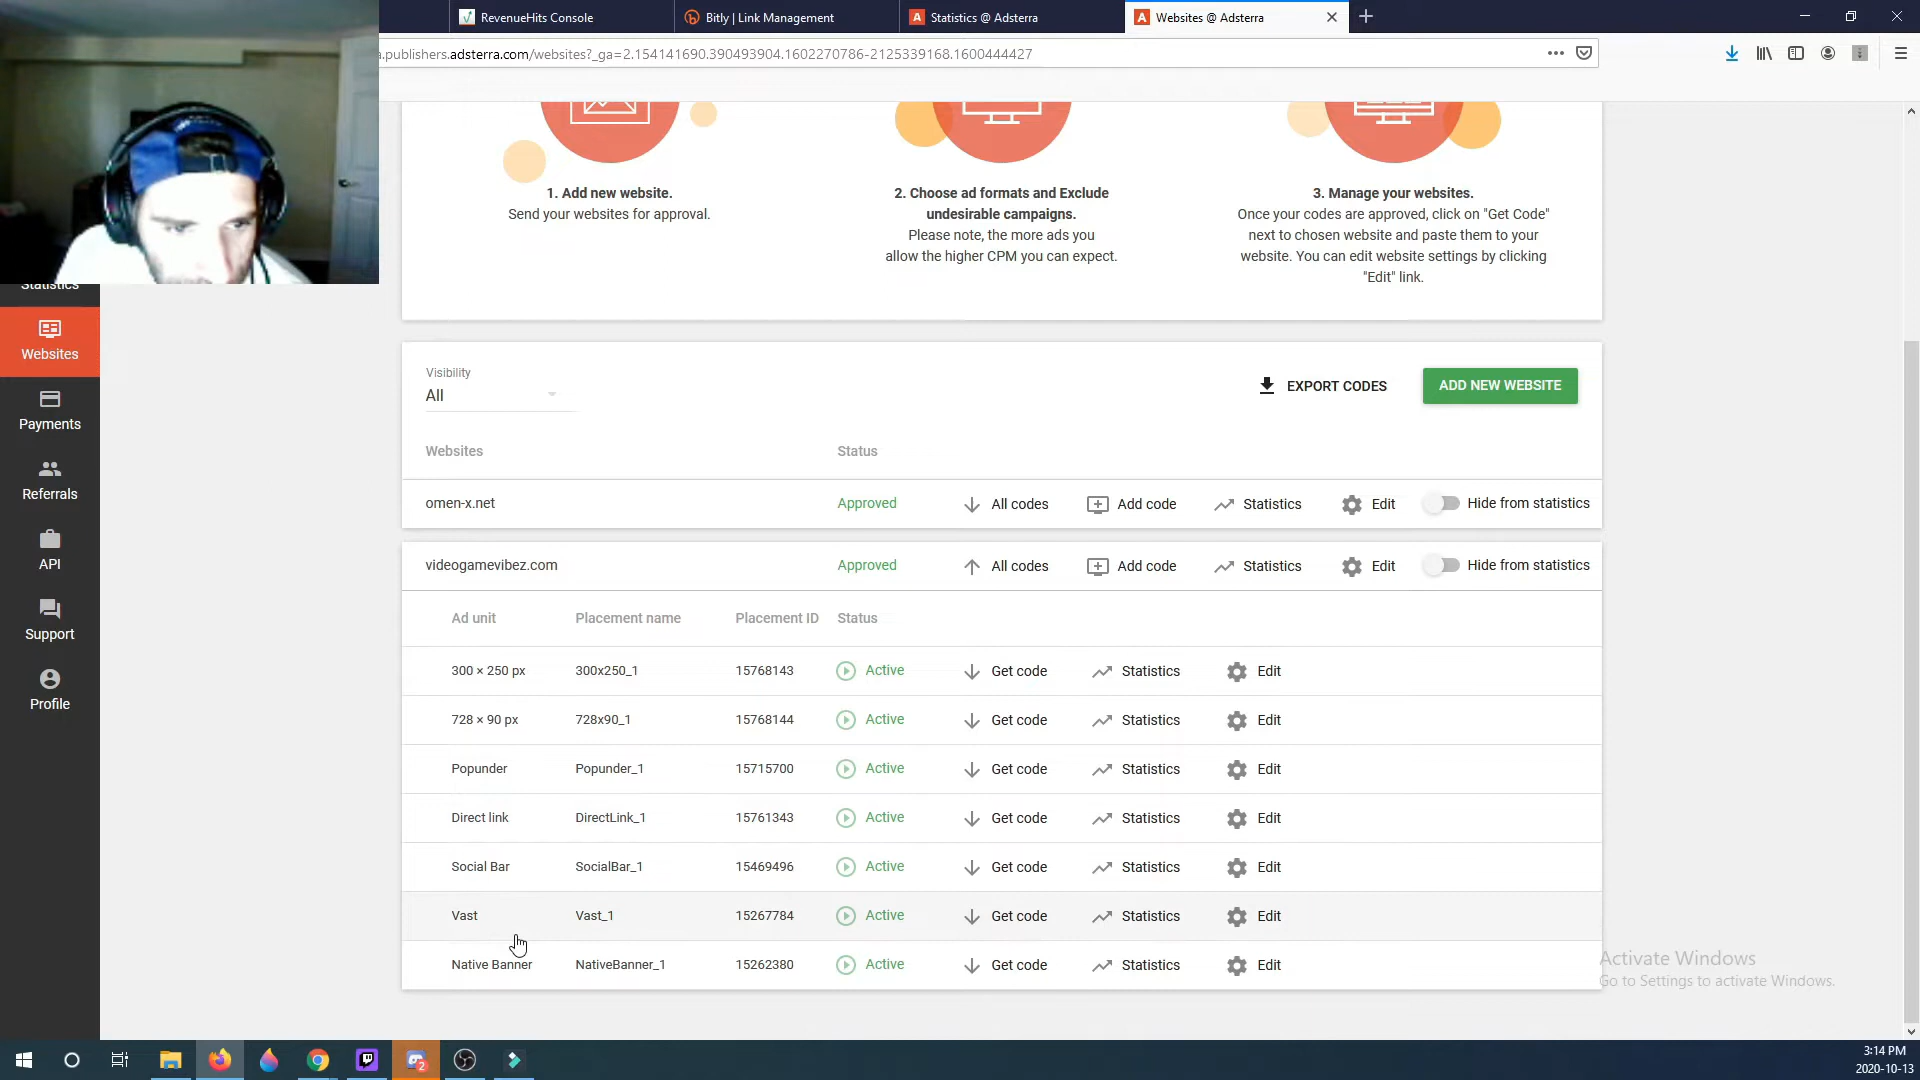 RevenueHits Console
Bitly | Link Management
Statistics @ Adsterra
Websites @ Adsterra
a.publishers.adsterra.com/websites?_ga=2.154141690.390493904.1602270786-2125339168.1600444427
1. Add new website.
Send your websites for approval.
2. Choose ad formats and Exclude
undesirable campaigns.
Please note, the more ads you
allow the higher CPM you can expect.
3. Manage your websites.
Once your codes are approved, click on "Get Code"
next to chosen website and paste them to your
website. You can edit website settings by clicking
"Edit" link.
Statistics
Websites
Payments
Referrals
API
Support
Profile
Visibility
All
EXPORT CODES
ADD NEW WEBSITE
Websites Status
omen-x.net Approved All codes Add code Statistics Edit Hide from statistics
videogamevibez.com Approved All codes Add code Statistics Edit Hide from statistics
Ad unit Placement name Placement ID Status
300 × 250 px 300x250_1 15768143 Active Get code Statistics Edit
728 × 90 px 728x90_1 15768144 Active Get code Statistics Edit
Popunder Popunder_1 15715700 Active Get code Statistics Edit
Direct link DirectLink_1 15761343 Active Get code Statistics Edit
Social Bar SocialBar_1 15469496 Active Get code Statistics Edit
Vast Vast_1 15267784 Active Get code Statistics Edit
Native Banner NativeBanner_1 15262380 Active Get code Statistics Edit
Activate Windows
Go to Settings to activate Windows.
2
3:14 PM
2020-10-13